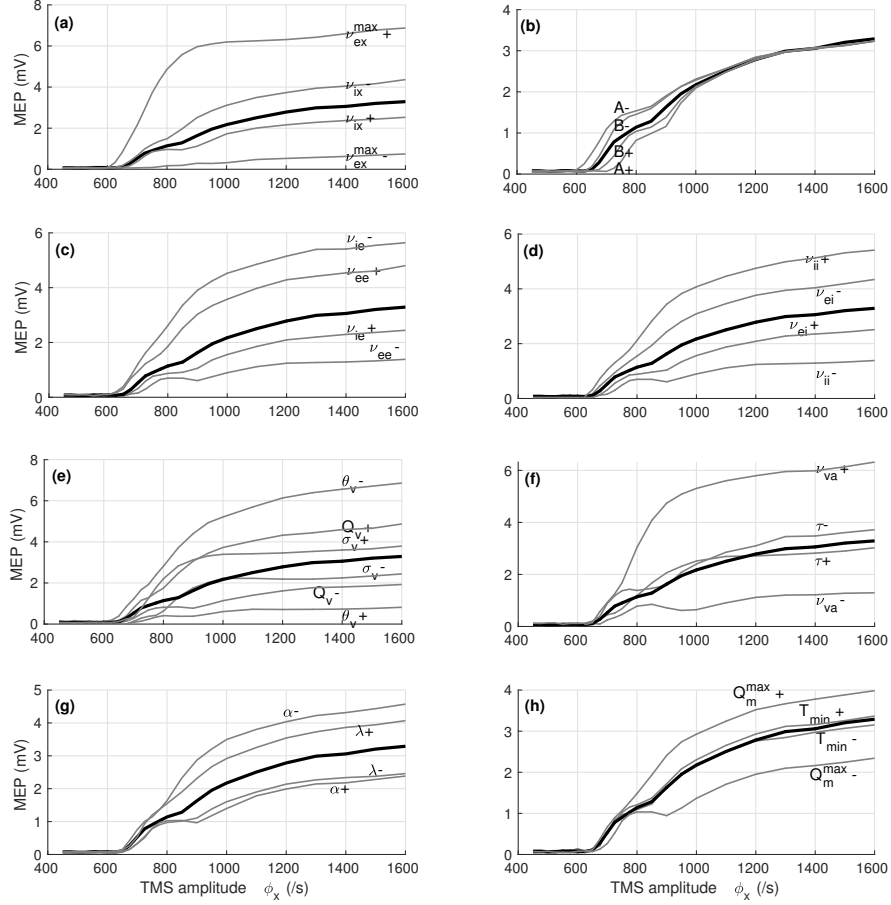 (a)
MEP (mV)
8
6
4
2
0
400 600 800 1000 1200 1400 1600
ν_ex^max +
ν_ix -
ν_ix +
ν_ex^max -
(b)
4
3
2
1
0
400 600 800 1000 1200 1400 1600
A-
B-
B+
A+
(c)
MEP (mV)
6
4
2
0
400 600 800 1000 1200 1400 1600
ν_ie -
ν_ee +
ν_ie +
ν_ee -
(d)
6
4
2
0
400 600 800 1000 1200 1400 1600
ν_ii +
ν_ei -
ν_ei +
ν_ii -
(e)
MEP (mV)
8
6
4
2
0
400 600 800 1000 1200 1400 1600
θ_v -
Q_v +
σ_v +
σ_v -
Q_v -
θ_v +
(f)
6
4
2
0
400 600 800 1000 1200 1400 1600
ν_va +
τ-
τ+
ν_va -
(g)
MEP (mV)
5
4
3
2
1
0
400 600 800 1000 1200 1400 1600
TMS amplitude ϕ_x (/s)
α-
λ+
λ-
α+
(h)
4
3
2
1
0
400 600 800 1000 1200 1400 1600
TMS amplitude ϕ_x (/s)
Q_m^max +
T_min +
T_min -
Q_m^max -